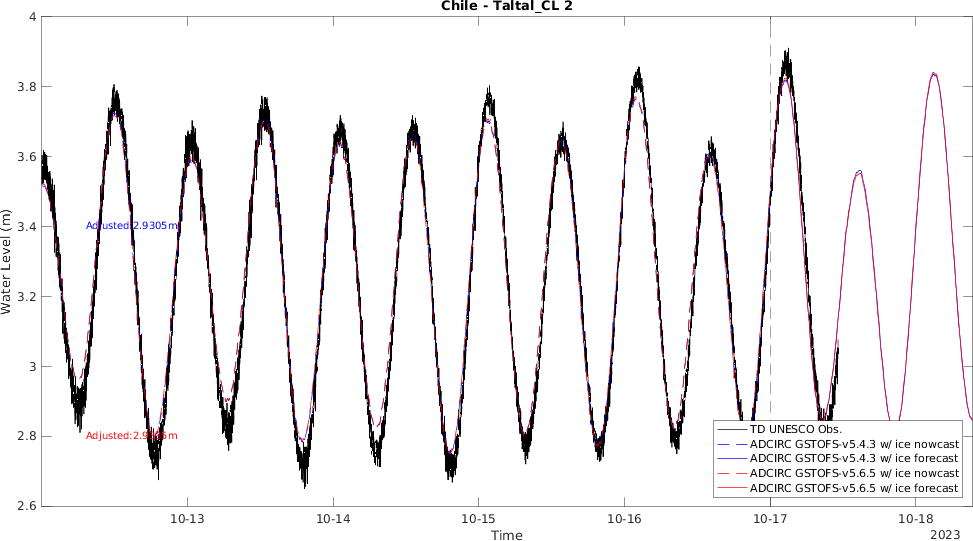 Chile - Taltal_CL 2
4
3.8
3.6
3.4
3.2
3
2.8
2.6
Water Level (m)
Adjusted:2.9305m
10-13
10-14
10-15
10-16
10-17
10-18
Time
2023
TD UNESCO Obs.
ADCIRC GSTOFS-v5.4.3 w/ ice nowcast
ADCIRC GSTOFS-v5.4.3 w/ ice forecast
ADCIRC GSTOFS-v5.6.5 w/ ice nowcast
ADCIRC GSTOFS-v5.6.5 w/ ice forecast